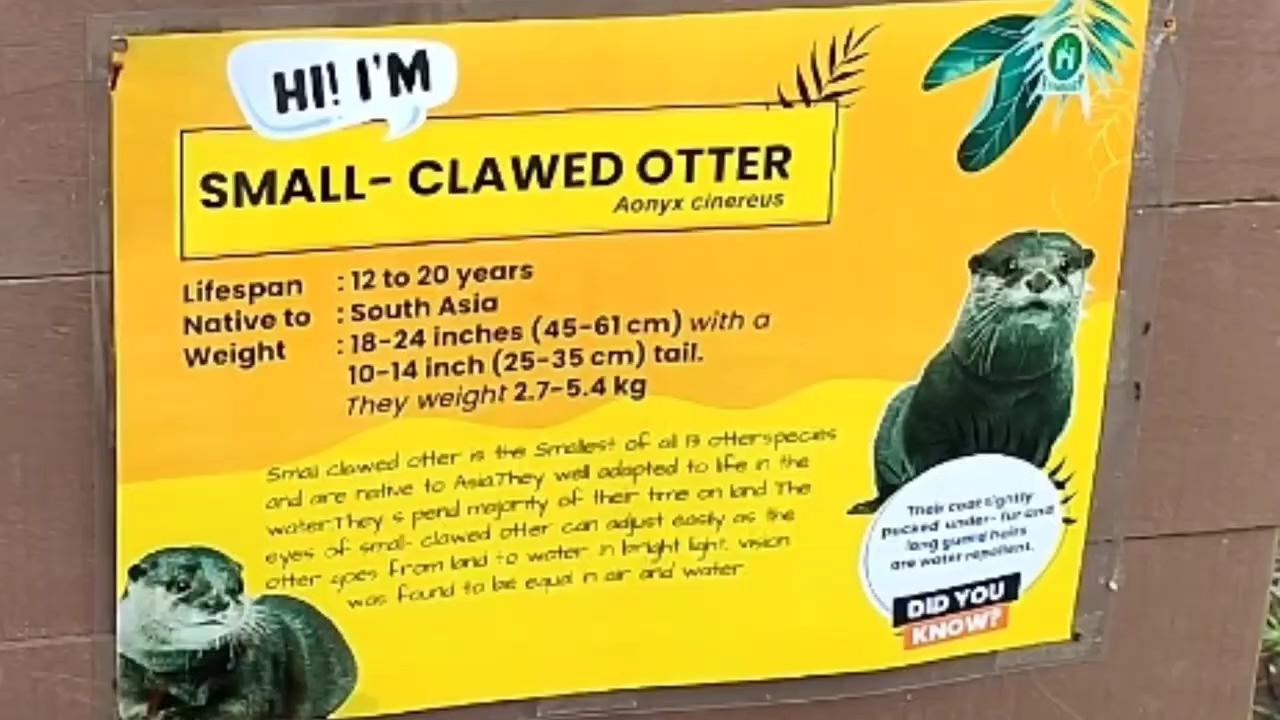 HI! I'M
SMALL- CLAWED OTTER
Aonyx cinereus
Lifespan : 12 to 20 years
Native to : South Asia
Weight : 18-24 inches (45-61 cm) with a
10-14 inch (25-35 cm) tail.
They weight 2.7-5.4 kg
Small clawed otter is the Smallest of all 13 otterspecies
and are native to Asia.They well adapted to life in the
water.They s pend majority of their time on land The
eyes of small- clawed otter can adjust easily as the
otter goes from land to water. in bright light, vision
was found to be equal in air and water.
Their coat tightly
packed under- fur and
long guard hairs
are water repellent.
DID YOU
KNOW?